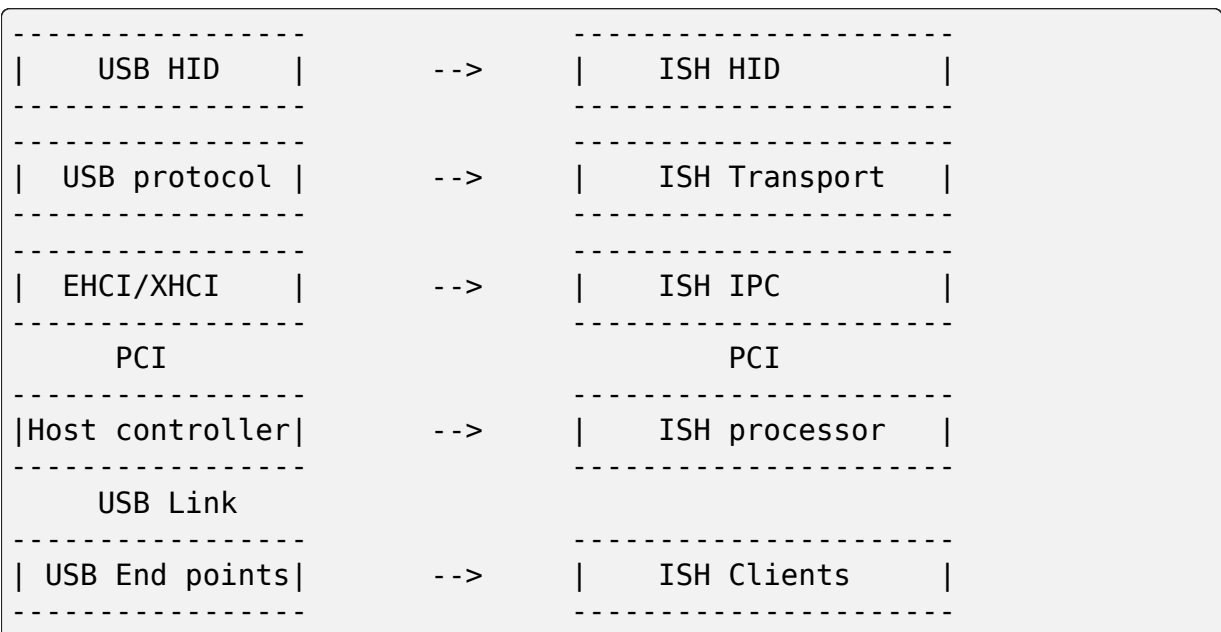 -----------------               ----------------------
|    USB HID    |       -->     |    ISH HID         |
-----------------               ----------------------
-----------------               ----------------------
|  USB protocol |       -->     |    ISH Transport   |
-----------------               ----------------------
-----------------               ----------------------
|  EHCI/XHCI    |       -->     |    ISH IPC         |
-----------------               ----------------------
      PCI                                PCI
-----------------               ----------------------
|Host controller|       -->     |    ISH processor   |
-----------------               ----------------------
     USB Link
-----------------               ----------------------
| USB End points|       -->     |    ISH Clients     |
-----------------               ----------------------